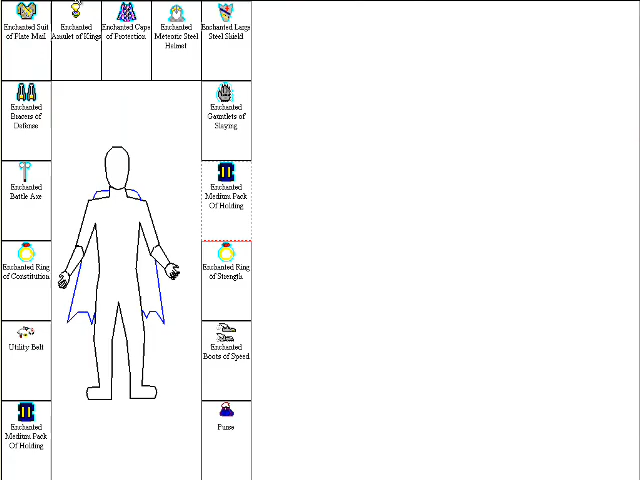 Enchanted Suit
of Plate Mail
Enchanted
Amulet of Kings
Enchanted Cape
of Protection
Enchanted
Meteoric Steel
Helmet
Enchanted Large
Steel Shield
Enchanted
Bracers of
Defense
Enchanted
Gauntlets of
Slaying
Enchanted
Battle Axe
Enchanted
Medium Pack
Of Holding
Enchanted Ring
of Constitution
Enchanted Ring
of Strength
Utility Belt
Enchanted
Boots of Speed
Enchanted
Medium Pack
Of Holding
Purse